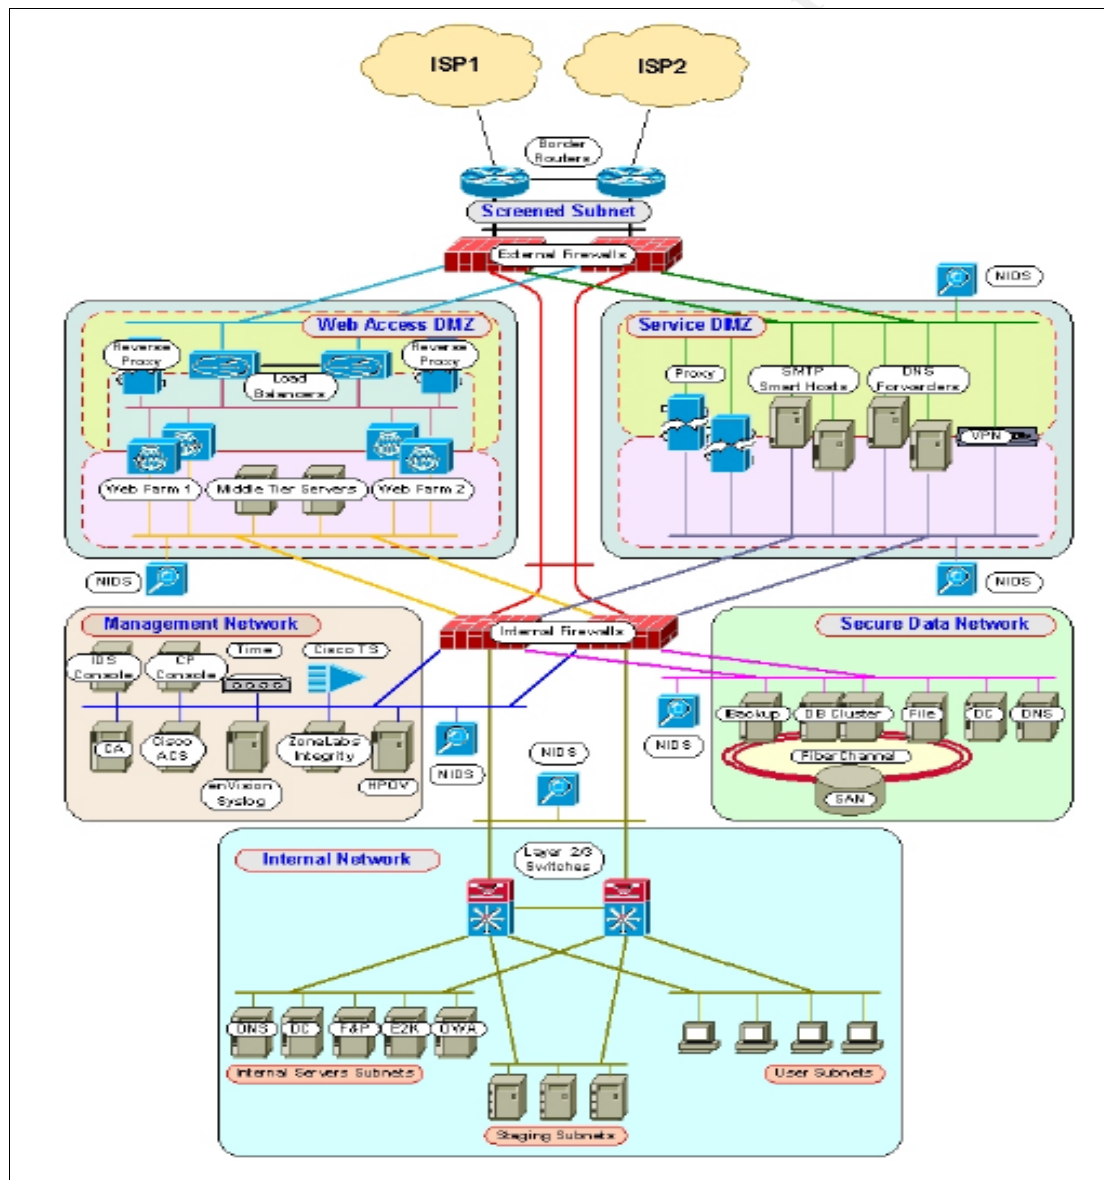 ISP1
ISP2
Border
Routers
Screened Subnet
External Firewalls
NIDS
Web Access DMZ
Service DMZ
Reverse
Proxy
Reverse
Proxy
Load
Balancers
Proxy
SMTP
Smart Hosts
DNS
Forwarders
VPN
Web Farm 1
Middle Tier Servers
Web Farm 2
NIDS
NIDS
Management Network
Internal Firewalls
Secure Data Network
IDS
Console
CP
Console
Time
Cisco TS
Backup
DB Cluster
File
DC
DNS
CA
Cisco
ACS
enVision
Syslog
ZoneLabs
Integrity
HPOV
NIDS
NIDS
NIDS
FiberChannel
SAN
Internal Network
Layer 2/3
Switches
DNS
DC
F&P
E2K
OWA
Internal Servers Subnets
User Subnets
Staging Subnets